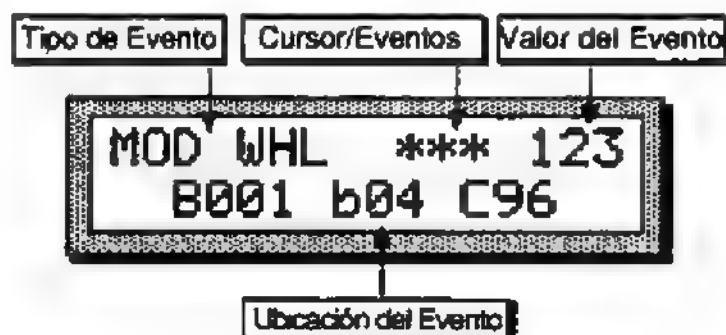 Tipo de Evento Cursor/Eventos Valor del Evento
MOD WHL *** 123
B001 b04 C96
Ubicación del Evento